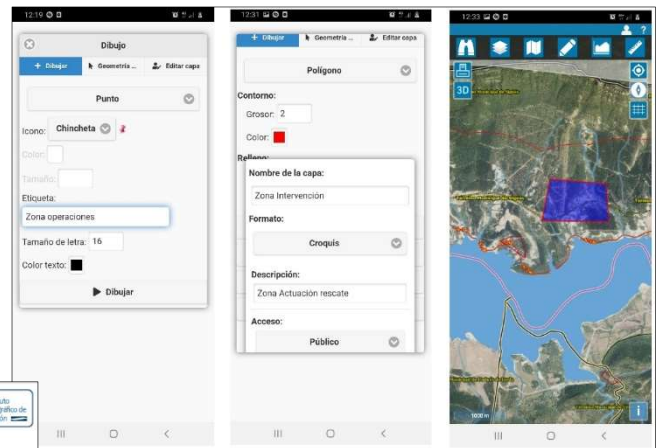 12:19
Dibujo
+ Dibujar
Geometría ...
Editar capa
Punto
Icono: Chincheta
Color:
Tamaño:
Etiqueta:
Zona operaciones
Tamaño de letra: 16
Color texto:
Dibujar
12:31
+ Dibujar
Geometría ...
Editar capa
Polígono
Contorno:
Grosor: 2
Color:
Relleno:
Nombre de la capa:
Zona Intervención
Formato:
Croquis
Descripción:
Zona Actuación rescate
Acceso:
Público
12:33
?
3D
1000 m
i